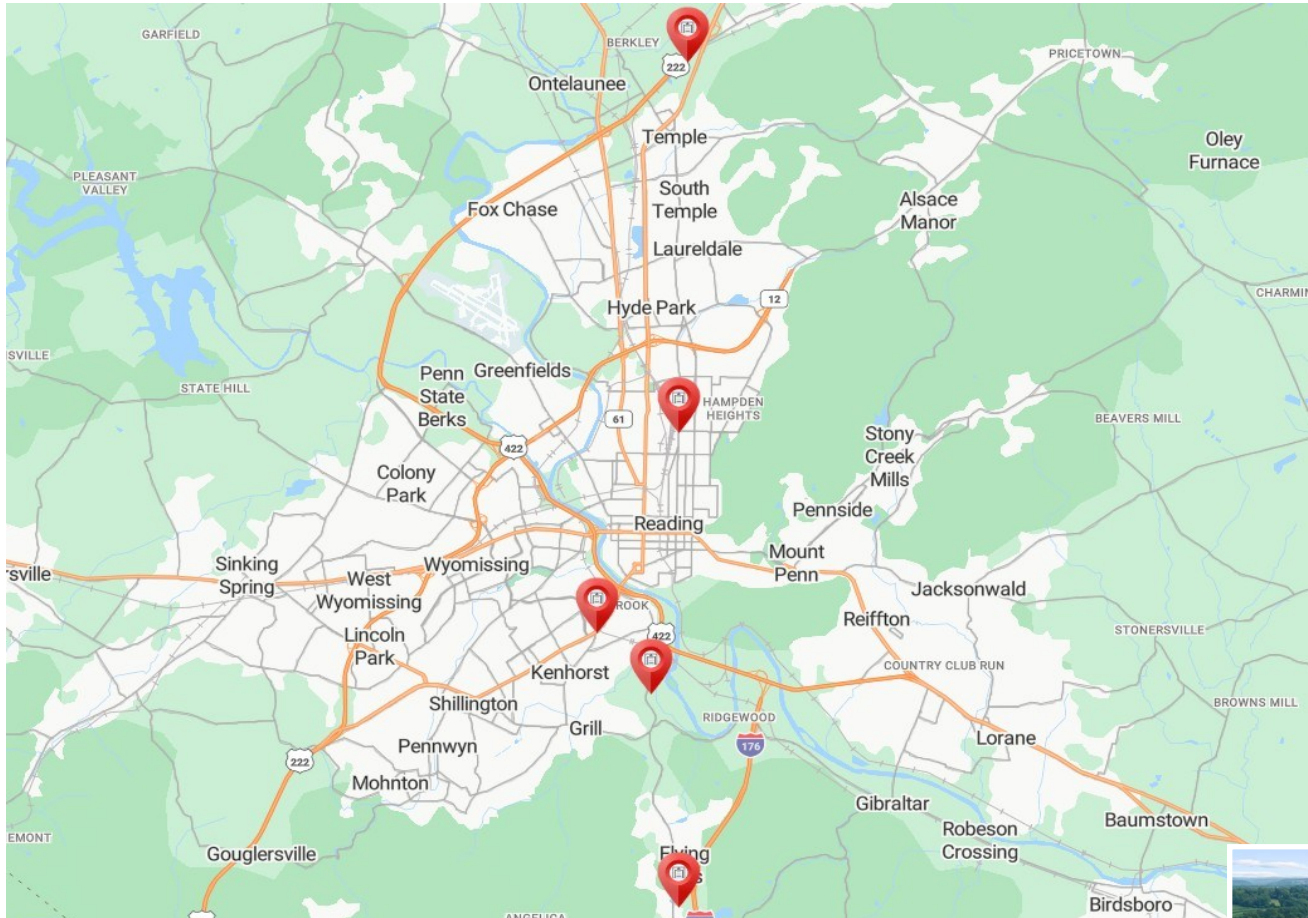 GARFIELD
BERKLEY
222
PRICETOWN
Ontelaunee
Temple
Oley
Furnace
PLEASANT
VALLEY
South
Temple
Alsace
Manor
Fox Chase
Laureldale
12
CHARMIN
Hyde Park
SVILLE
STATE HILL
Greenfields
Penn
State
Berks
HAMPDEN
HEIGHTS
61
BEAVERS MILL
422
Stony
Creek
Mills
Colony
Park
Pennside
Reading
Mount
Penn
Sinking
Spring
Wyomissing
rsville
West
Wyomissing
Jacksonwald
ROOK
Reiffton
Lincoln
Park
422
STONERSVILLE
Kenhorst
COUNTRY CLUB RUN
Shillington
BROWNS MILL
RIDGEWOOD
Grill
Lorane
Pennwyn
176
222
Mohnton
Gibraltar
Baumstown
EMONT
Robeson
Crossing
Gouglersville
Birdsboro
ANGELICA